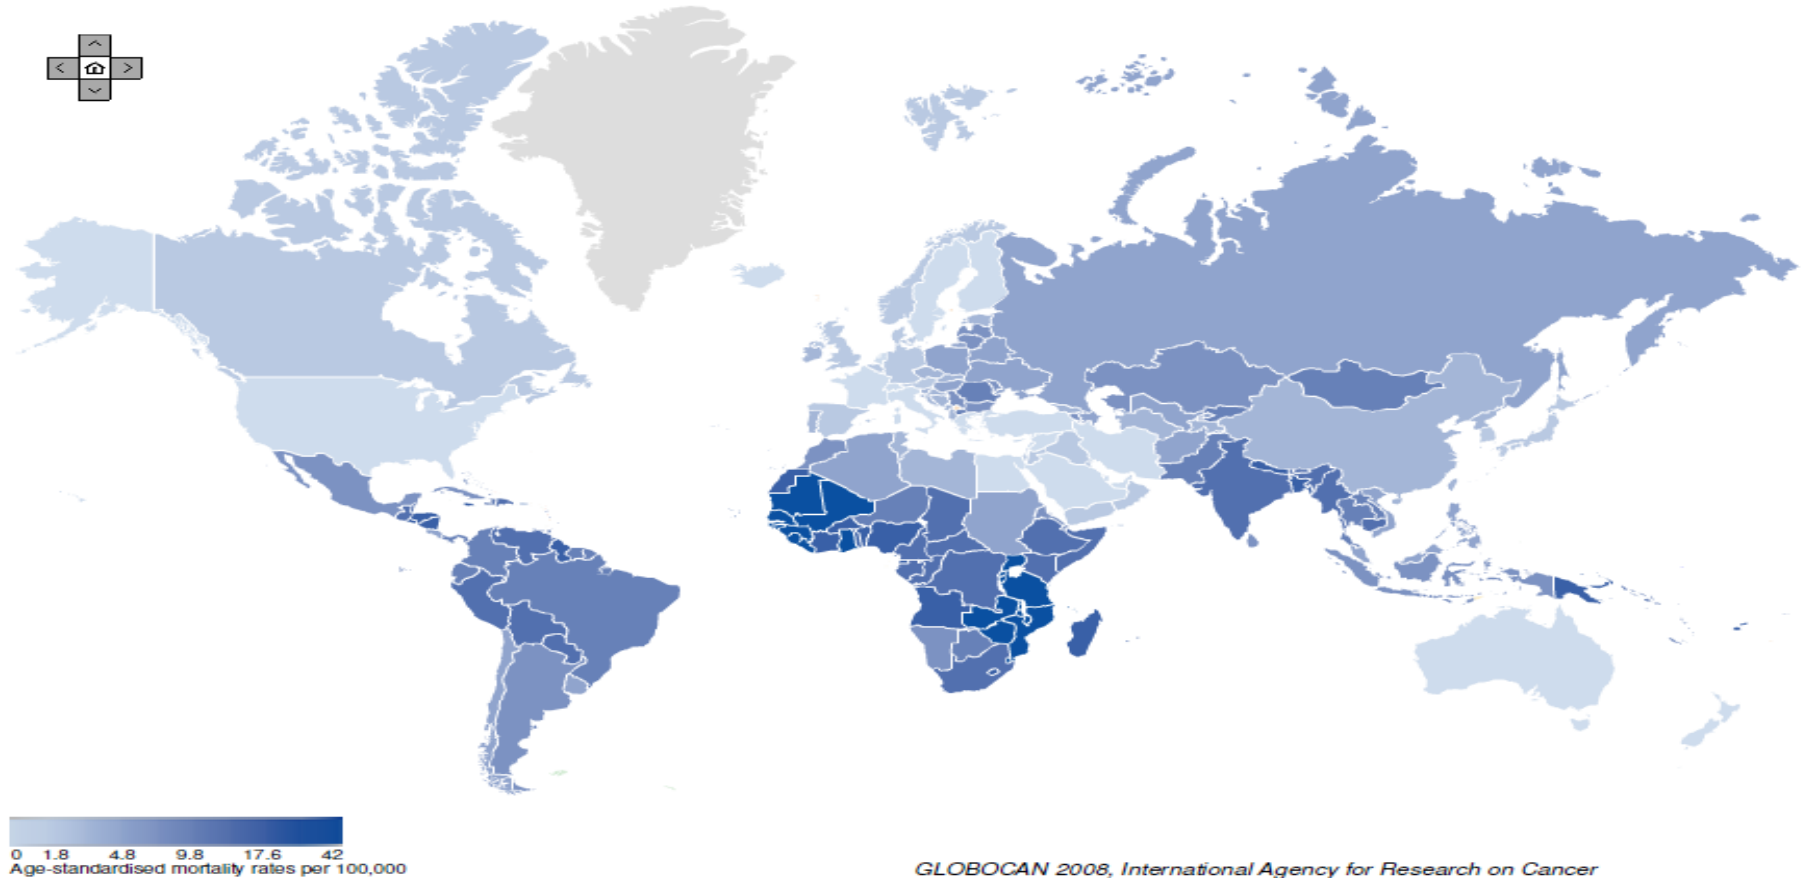 0 1.8 4.8 9.8 17.6 42
Age-standardised mortality rates per 100,000
GLOBOCAN 2008, International Agency for Research on Cancer